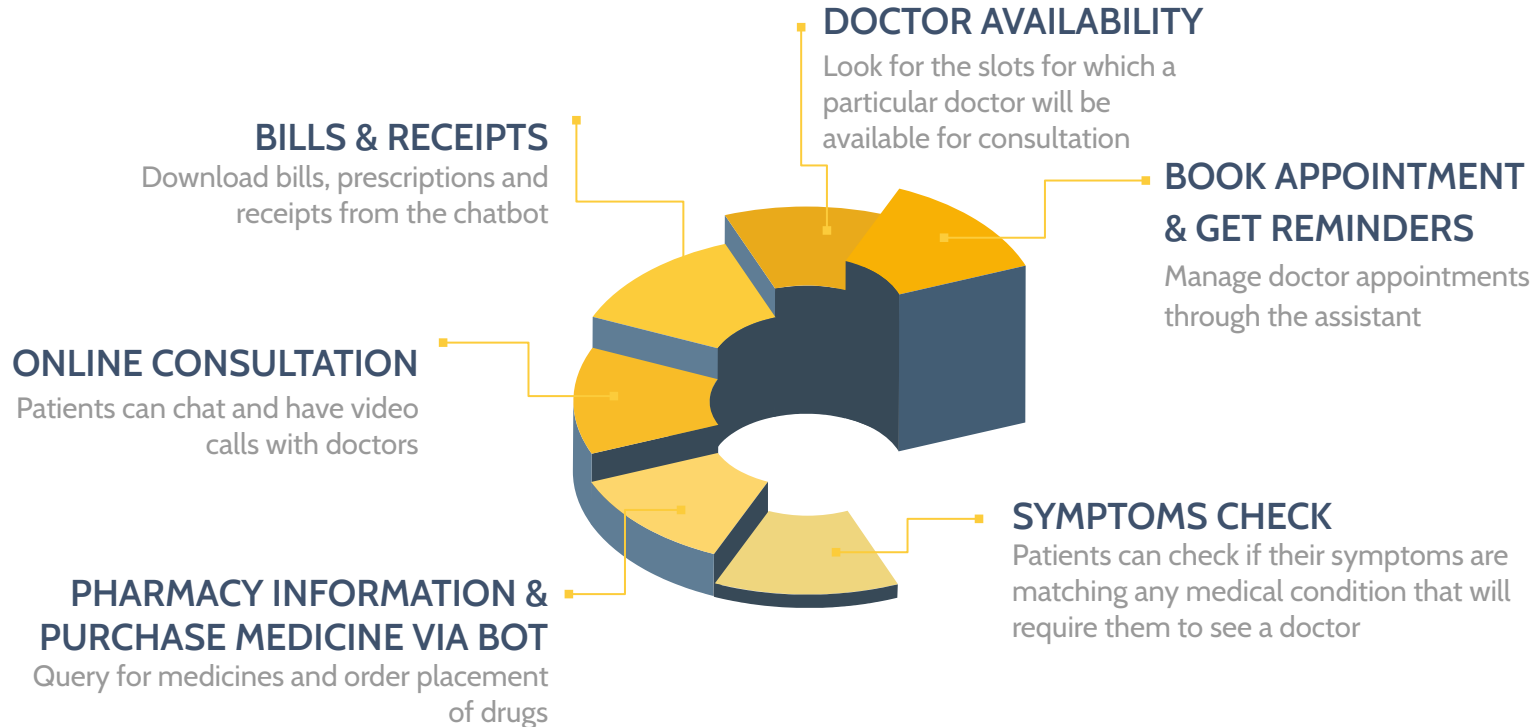 DOCTOR AVAILABILITY
Look for the slots for which a
particular doctor will be
available for consultation
BILLS & RECEIPTS
Download bills, prescriptions and
receipts from the chatbot
BOOK APPOINTMENT
& GET REMINDERS
Manage doctor appointments
through the assistant
ONLINE CONSULTATION
Patients can chat and have video
calls with doctors
SYMPTOMS CHECK
Patients can check if their symptoms are
matching any medical condition that will
require them to see a doctor
PHARMACY INFORMATION &
PURCHASE MEDICINE VIA BOT
Query for medicines and order placement
of drugs